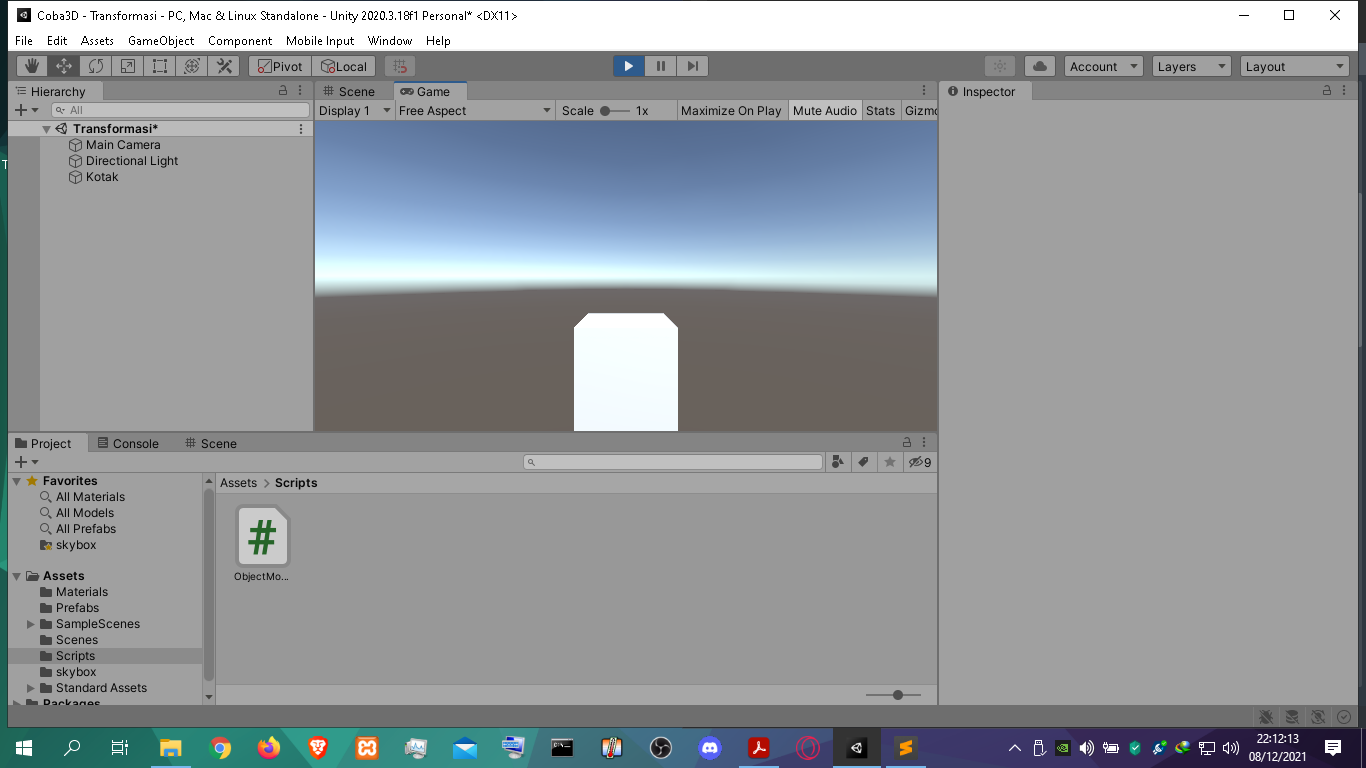 Coba3D - Transformasi - PC, Mac & Linux Standalone - Unity 2020.3.18f1 Personal* <DX11>
File Edit Assets GameObject Component Mobile Input Window Help
Pivot Local Account Layers Layout
Hierarchy Scene Game Inspector
All Display 1 Free Aspect Scale 1x Maximize On Play Mute Audio Stats Gizmo
Transformasi*
Main Camera
Directional Light
Kotak
Project Console Scene
9
Favorites
All Materials
All Models
All Prefabs
skybox
Assets
Materials
Prefabs
SampleScenes
Scenes
Scripts
skybox
Standard Assets
Packages
Assets > Scripts
#
ObjectMo...
22:12:13
08/12/2021